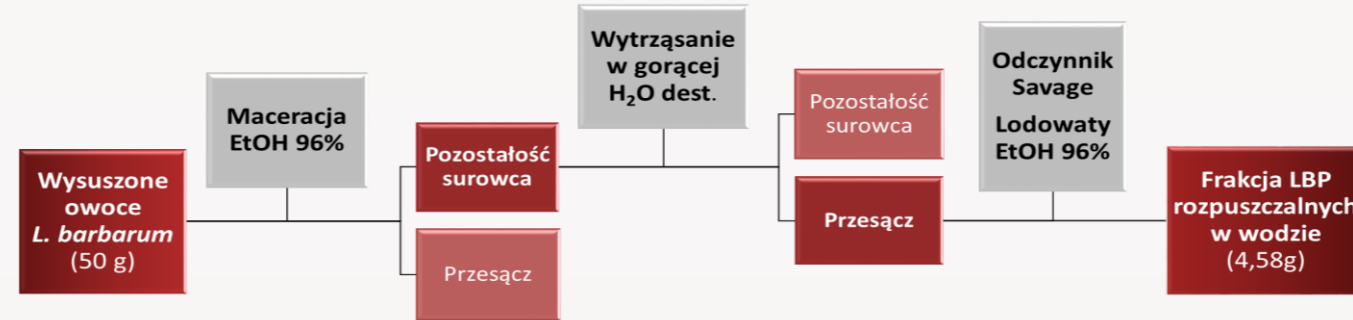 Wysuszone
owoce
L. barbarum
(50 g)
Maceracja
EtOH 96%
Pozostałość
surowca
Przesącz
Wytrząsanie
w gorącej
H₂O dest.
Pozostałość
surowca
Przesącz
Odczynnik
Savage
Lodowaty
EtOH 96%
Frakcja LBP
rozpuszczalnych
w wodzie
(4,58g)